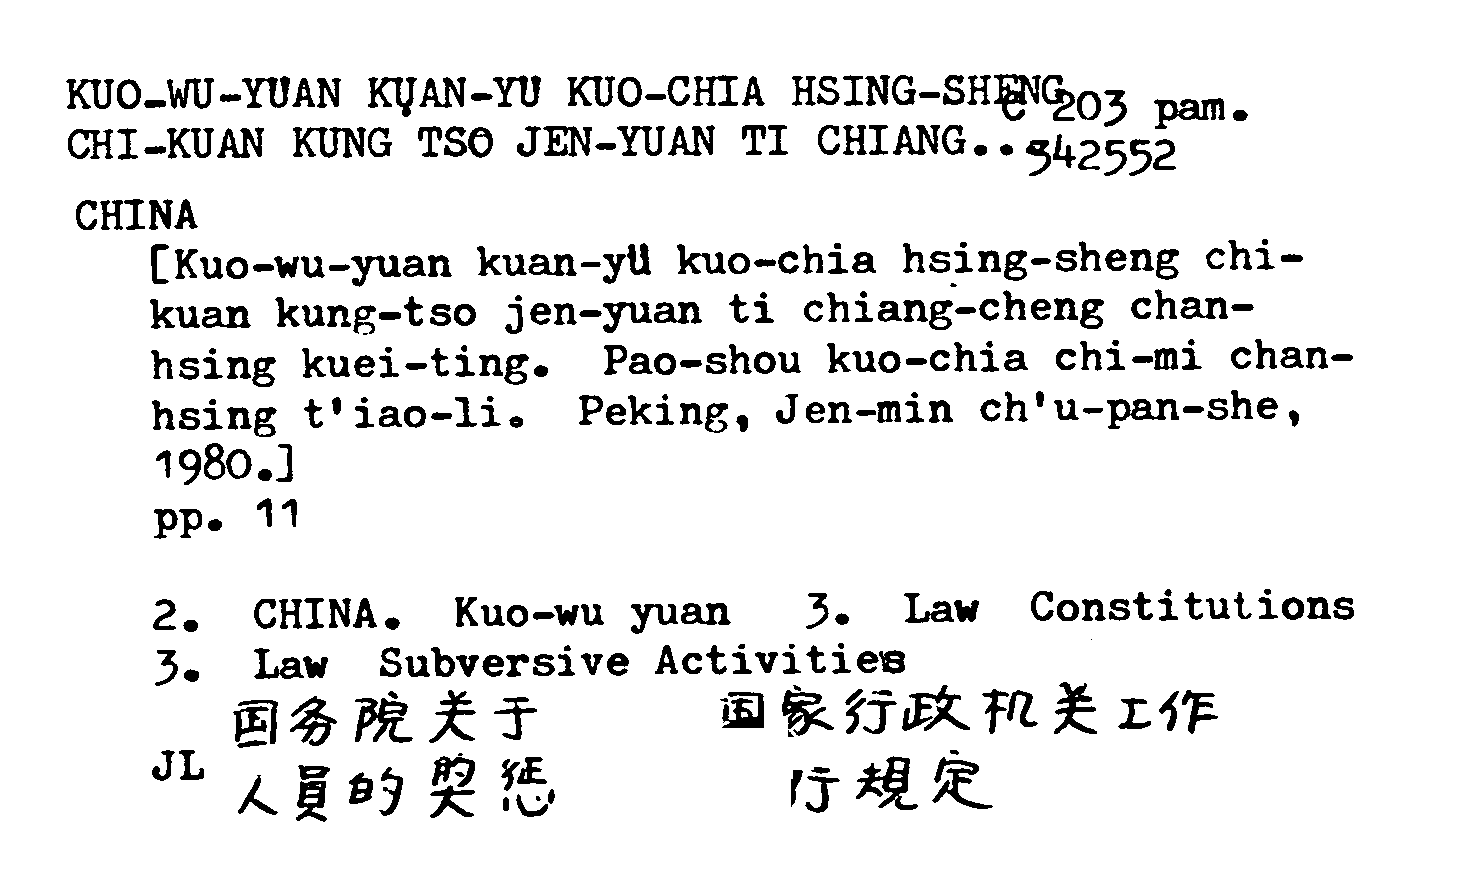 KUO-WU-YUAN KUAN-YU KUO-CHIA HSING-SHENG
C 203 pam.
CHI-KUAN KUNG TSO JEN-YUAN TI CHIANG...
342552
CHINA
[Kuo-wu-yuan kuan-yü kuo-chia hsing-sheng chi-
kuan kung-tso jen-yuan ti chiang-cheng chan-
hsing kuei-ting. Pao-shou kuo-chia chi-mi chan-
hsing t'iao-li. Peking, Jen-min ch'u-pan-she,
1980.]
pp. 11
2. CHINA. Kuo-wu yuan 3. Law Constitutions
3. Law Subversive Activities
国务院关于 国家行政机关工作
JL 人員的奖惩 行規定